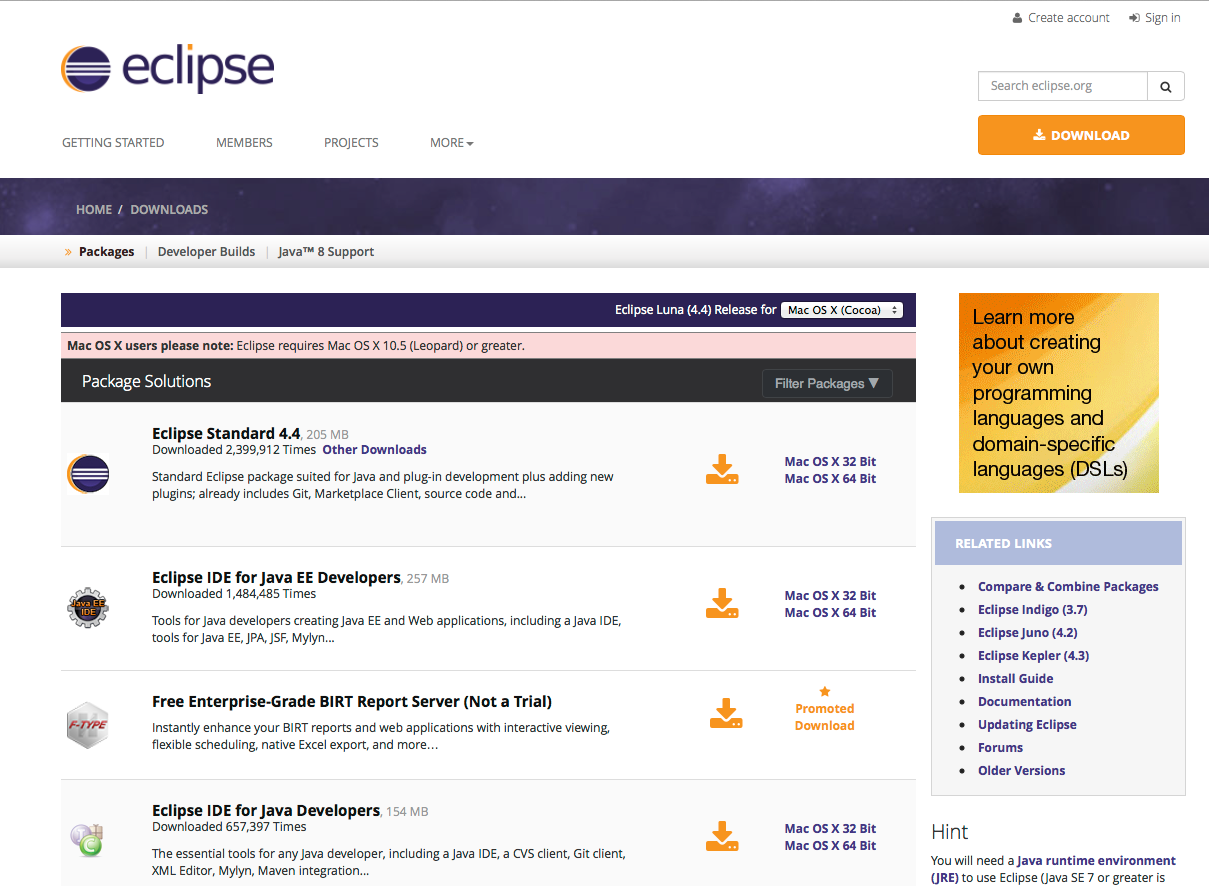 Create account   Sign in
eclipse
Search eclipse.org
DOWNLOAD
GETTING STARTED   MEMBERS   PROJECTS   MORE
HOME / DOWNLOADS
» Packages | Developer Builds | Java™ 8 Support
Eclipse Luna (4.4) Release for Mac OS X (Cocoa)
Mac OS X users please note: Eclipse requires Mac OS X 10.5 (Leopard) or greater.
Package Solutions   Filter Packages ▼
Eclipse Standard 4.4, 205 MB
Downloaded 2,399,912 Times Other Downloads
Standard Eclipse package suited for Java and plug-in development plus adding new
plugins; already includes Git, Marketplace Client, source code and...
Mac OS X 32 Bit
Mac OS X 64 Bit
Java EE
IDE
Eclipse IDE for Java EE Developers, 257 MB
Downloaded 1,484,485 Times
Tools for Java developers creating Java EE and Web applications, including a Java IDE,
tools for Java EE, JPA, JSF, Mylyn...
Mac OS X 32 Bit
Mac OS X 64 Bit
F-TYPE
Free Enterprise-Grade BIRT Report Server (Not a Trial)
Instantly enhance your BIRT reports and web applications with interactive viewing,
flexible scheduling, native Excel export, and more…
Promoted
Download
Eclipse IDE for Java Developers, 154 MB
Downloaded 657,397 Times
The essential tools for any Java developer, including a Java IDE, a CVS client, Git client,
XML Editor, Mylyn, Maven integration...
Mac OS X 32 Bit
Mac OS X 64 Bit
Learn more
about creating
your own
programming
languages and
domain-specific
languages (DSLs)
RELATED LINKS
Compare & Combine Packages
Eclipse Indigo (3.7)
Eclipse Juno (4.2)
Eclipse Kepler (4.3)
Install Guide
Documentation
Updating Eclipse
Forums
Older Versions
Hint
You will need a Java runtime environment
(JRE) to use Eclipse (Java SE 7 or greater is